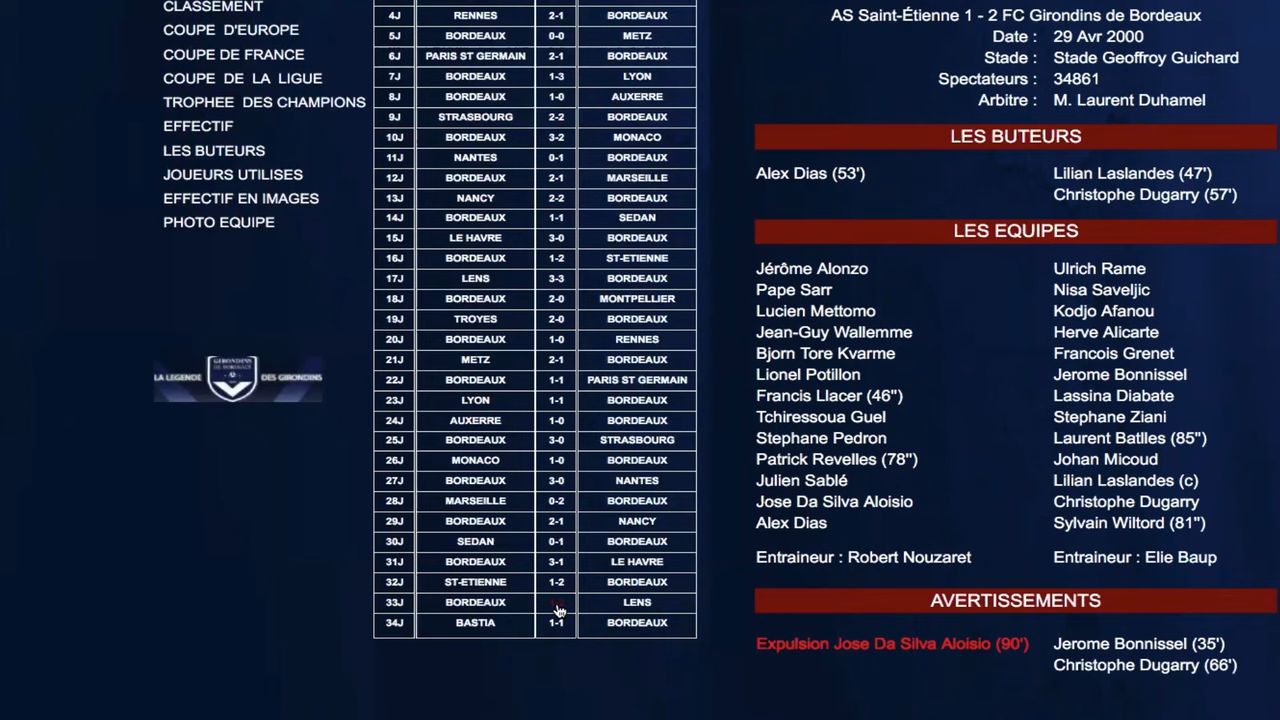 CLASSEMENT
COUPE D'EUROPE
COUPE DE FRANCE
COUPE DE LA LIGUE
TROPHEE DES CHAMPIONS
EFFECTIF
LES BUTEURS
JOUEURS UTILISES
EFFECTIF EN IMAGES
PHOTO EQUIPE
LA LEGENDE GIRONDINS DES GIRONDINS
4J RENNES 2-1 BORDEAUX
5J BORDEAUX 0-0 METZ
6J PARIS ST GERMAIN 2-1 BORDEAUX
7J BORDEAUX 1-3 LYON
8J BORDEAUX 1-0 AUXERRE
9J STRASBOURG 2-2 BORDEAUX
10J BORDEAUX 3-2 MONACO
11J NANTES 0-1 BORDEAUX
12J BORDEAUX 2-1 MARSEILLE
13J NANCY 2-2 BORDEAUX
14J BORDEAUX 1-1 SEDAN
15J LE HAVRE 3-0 BORDEAUX
16J BORDEAUX 1-2 ST-ETIENNE
17J LENS 3-3 BORDEAUX
18J BORDEAUX 2-0 MONTPELLIER
19J TROYES 2-0 BORDEAUX
20J BORDEAUX 1-0 RENNES
21J METZ 2-1 BORDEAUX
22J BORDEAUX 1-1 PARIS ST GERMAIN
23J LYON 1-1 BORDEAUX
24J AUXERRE 1-0 BORDEAUX
25J BORDEAUX 3-0 STRASBOURG
26J MONACO 1-0 BORDEAUX
27J BORDEAUX 3-0 NANTES
28J MARSEILLE 0-2 BORDEAUX
29J BORDEAUX 2-1 NANCY
30J SEDAN 0-1 BORDEAUX
31J BORDEAUX 3-1 LE HAVRE
32J ST-ETIENNE 1-2 BORDEAUX
33J BORDEAUX LENS
34J BASTIA 1-1 BORDEAUX
AS Saint-Étienne 1 - 2 FC Girondins de Bordeaux
Date : 29 Avr 2000
Stade : Stade Geoffroy Guichard
Spectateurs : 34861
Arbitre : M. Laurent Duhamel
LES BUTEURS
Alex Dias (53') Lilian Laslandes (47')
Christophe Dugarry (57')
LES EQUIPES
Jérôme Alonzo Ulrich Rame
Pape Sarr Nisa Saveljic
Lucien Mettomo Kodjo Afanou
Jean-Guy Wallemme Herve Alicarte
Bjorn Tore Kvarme Francois Grenet
Lionel Potillon Jerome Bonnissel
Francis Llacer (46") Lassina Diabate
Tchiressoua Guel Stephane Ziani
Stephane Pedron Laurent Batlles (85")
Patrick Revelles (78") Johan Micoud
Julien Sablé Lilian Laslandes (c)
Jose Da Silva Aloisio Christophe Dugarry
Alex Dias Sylvain Wiltord (81")
Entraineur : Robert Nouzaret Entraineur : Elie Baup
AVERTISSEMENTS
Expulsion Jose Da Silva Aloisio (90') Jerome Bonnissel (35')
Christophe Dugarry (66')